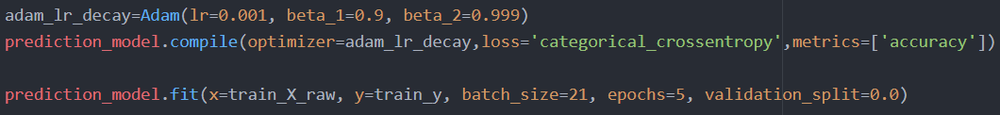 adam_lr_decay=Adam(lr=0.001, beta_1=0.9, beta_2=0.999)
prediction_model.compile(optimizer=adam_lr_decay,loss='categorical_crossentropy',metrics=['accuracy'])
prediction_model.fit(x=train_X_raw, y=train_y, batch_size=21, epochs=5, validation_split=0.0)